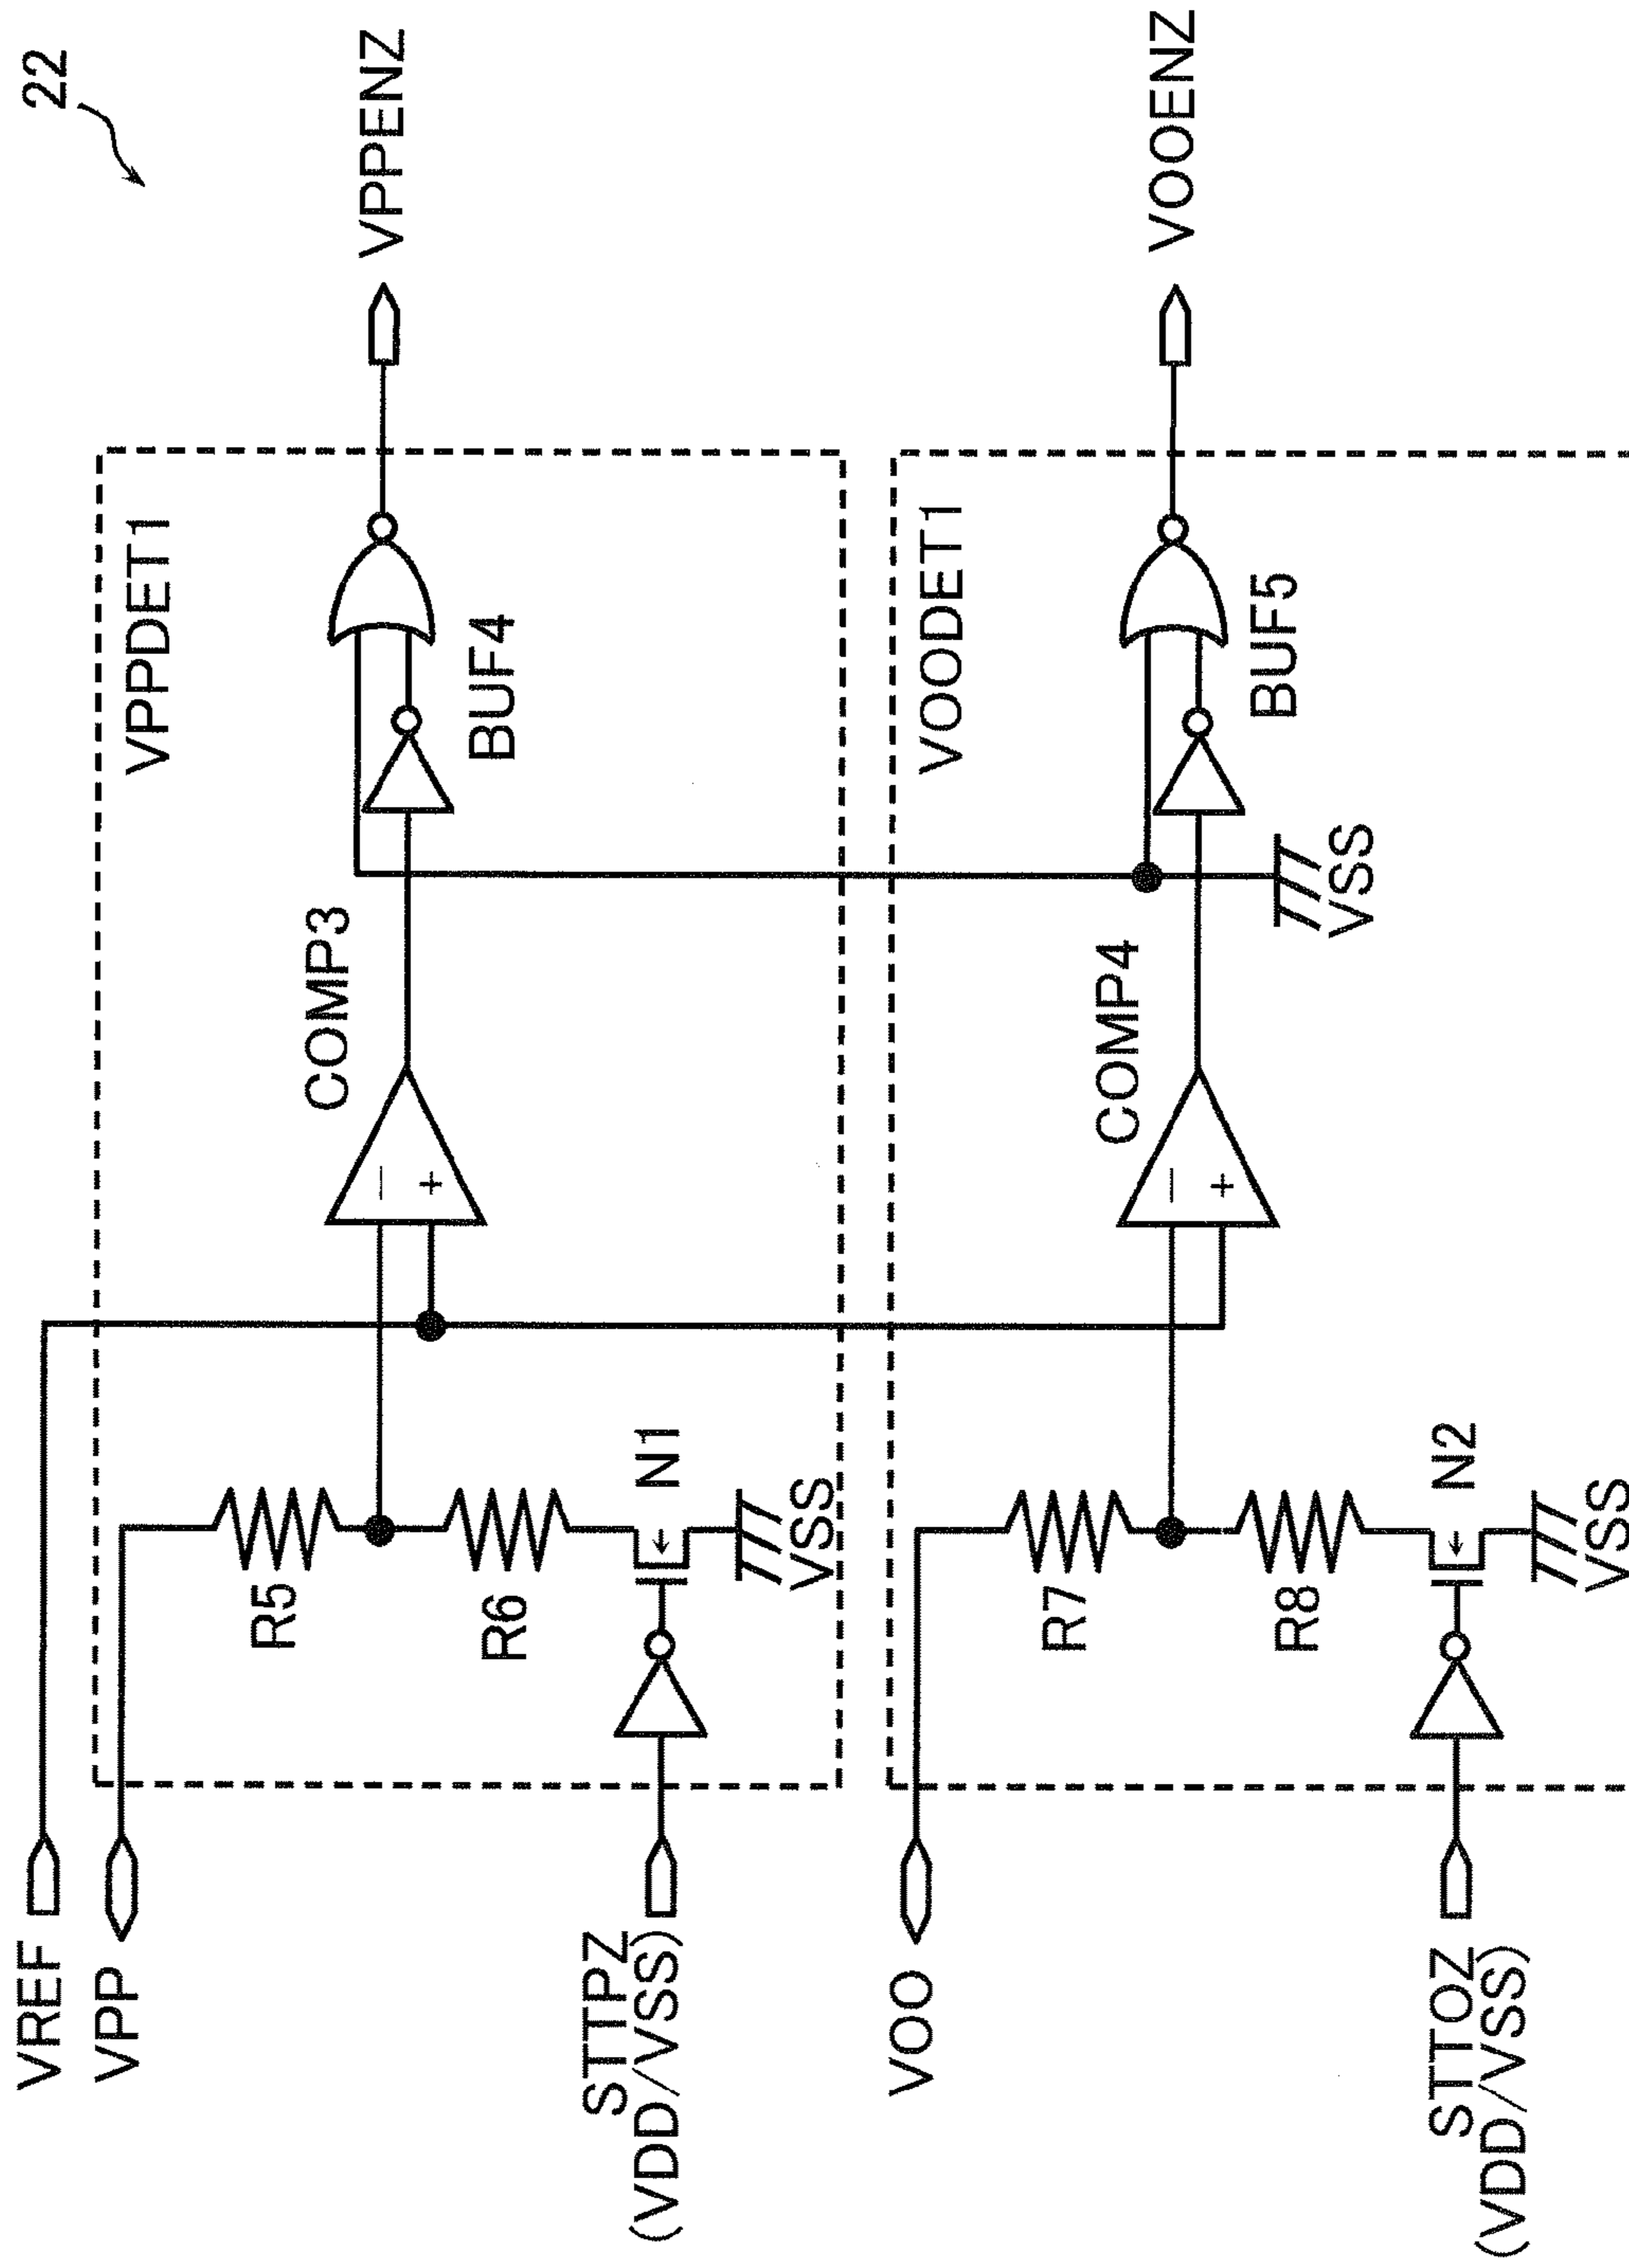 22
VREF
VPP
VPPDET1
R5
COMP3
VPPENZ
R6
BUF4
N1
STTPZ
(VDD/VSS)
VSS
−
+
VOO
VOODET1
R7
COMP4
VOOENZ
R8
BUF5
VSS
N2
STTOZ
(VDD/VSS)
VSS
−
+